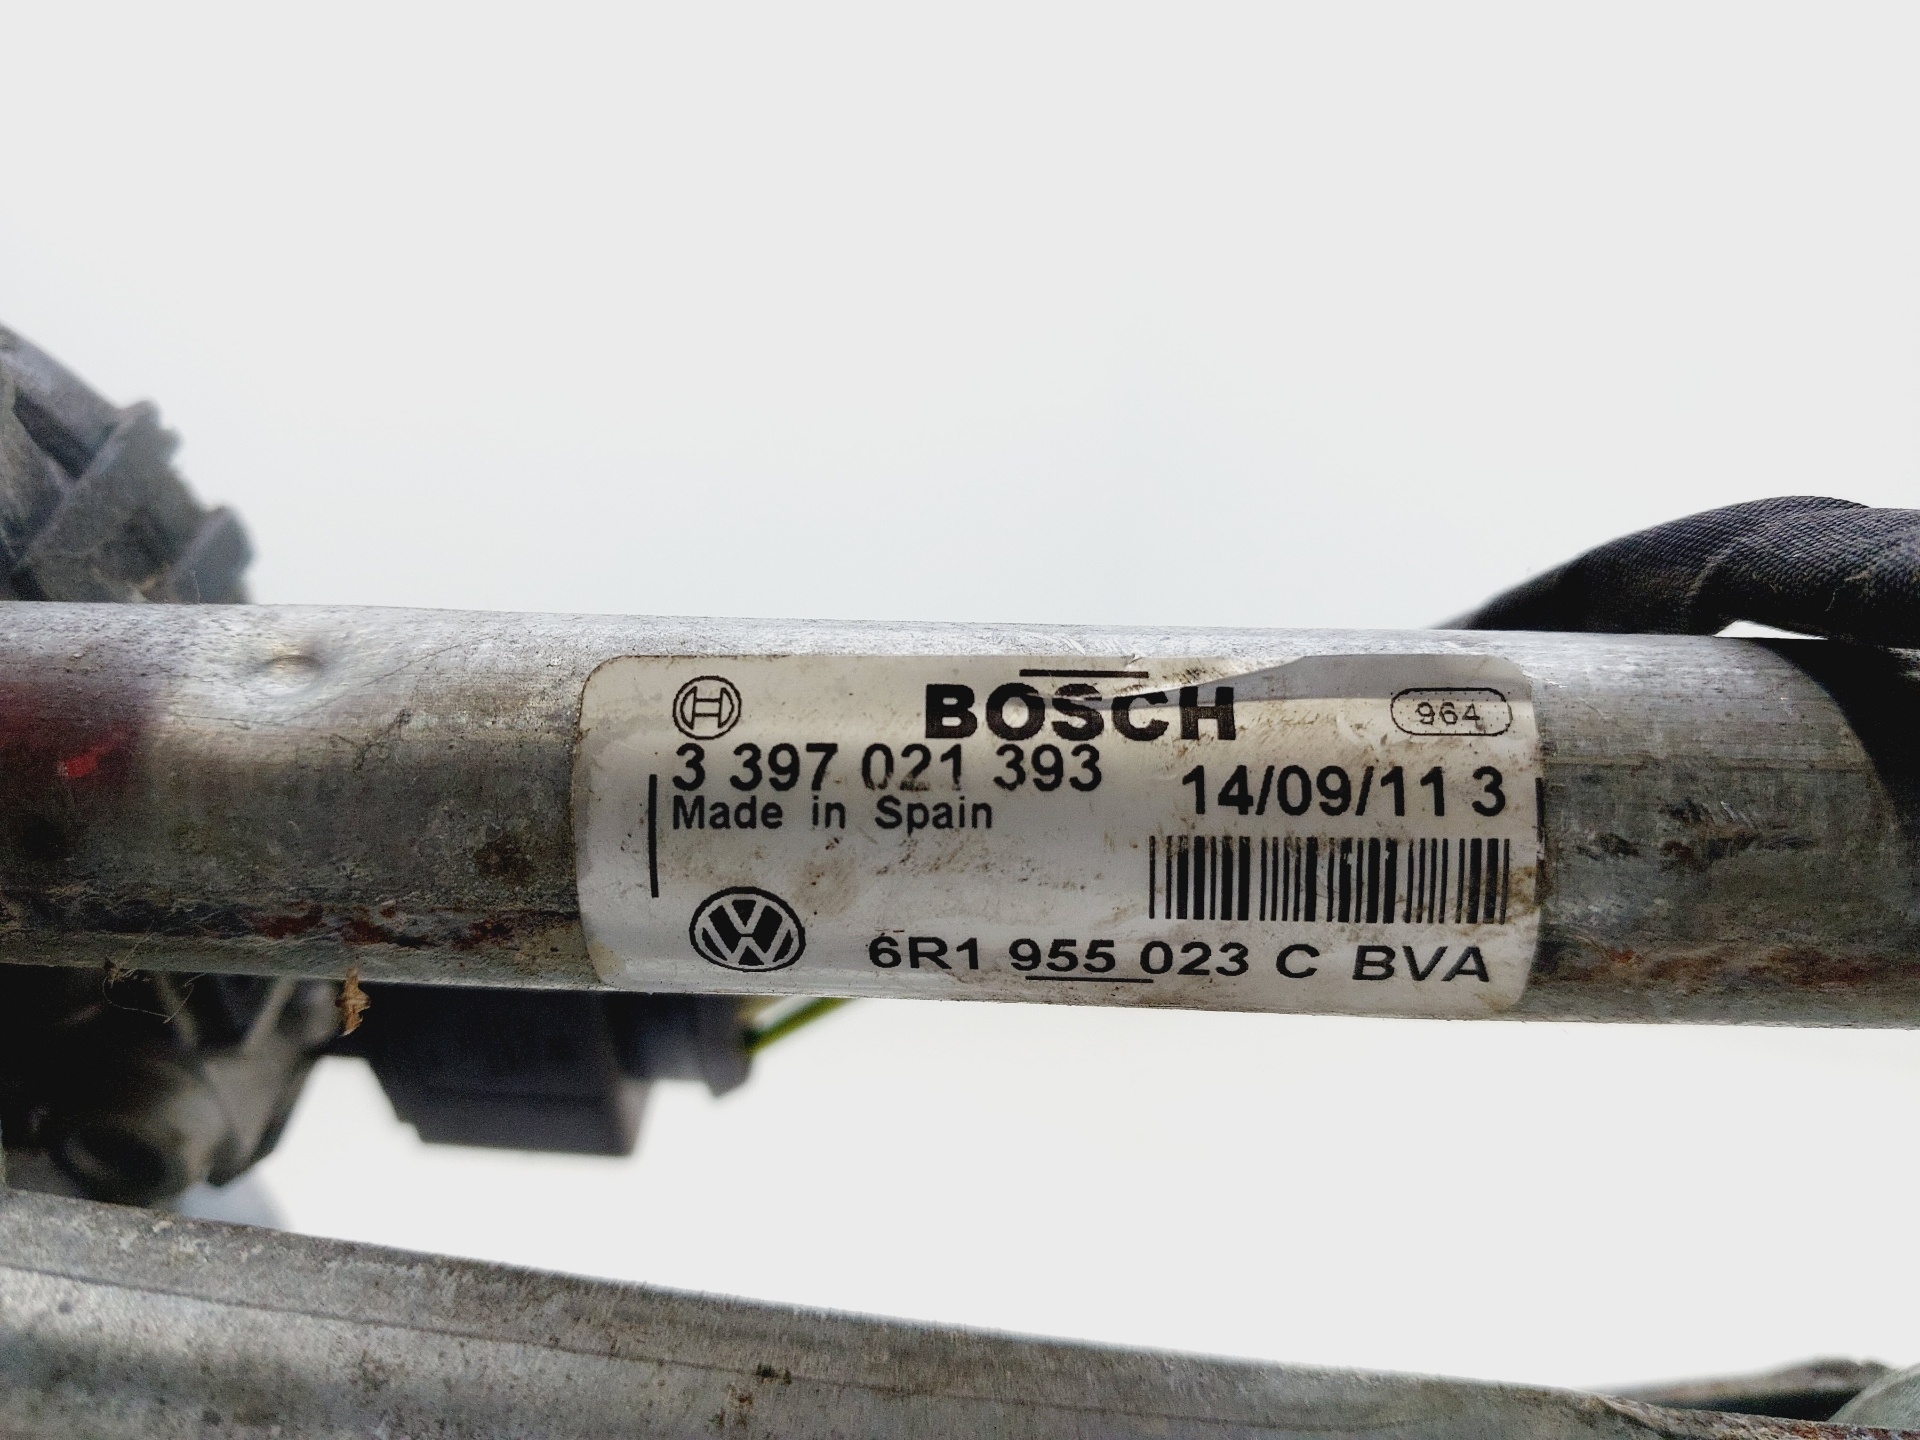 BOSCH
964
3 397 021 393
14/09/11 3
Made in Spain
6R1 955 023 C BVA